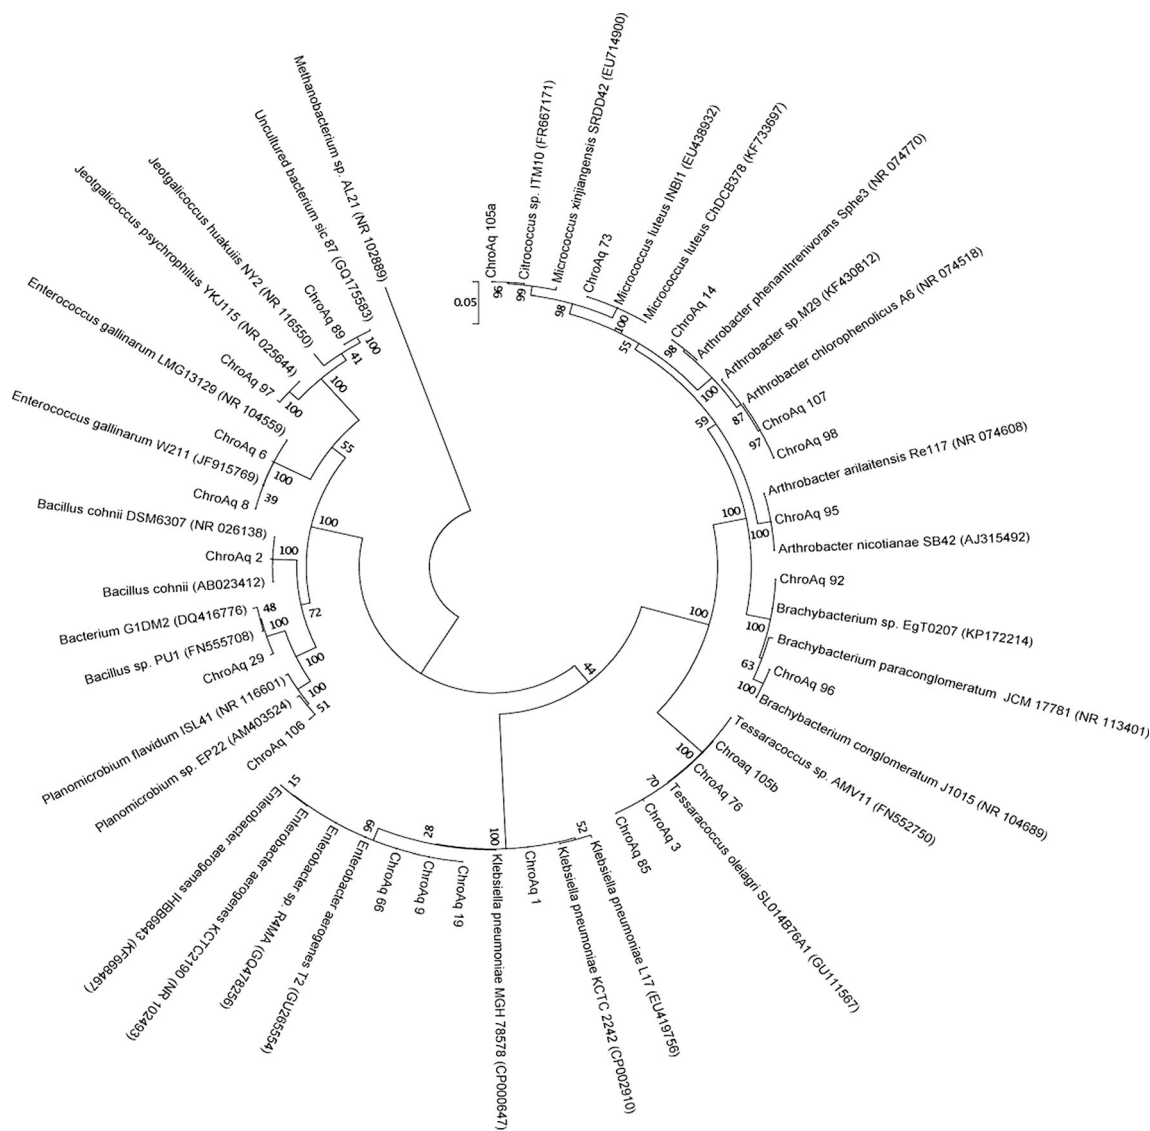 ChroAq 105a
Citrococcus sp. ITM10 (FR667171)
Micrococcus xinjiangensis SRDD42 (EU714900)
ChroAq 73
Micrococcus luteus INBI1 (EU438932)
Micrococcus luteus ChDCB378 (KF733697)
ChroAq 14
Arthrobacter phenanthrenivorans Sphe3 (NR 074770)
Arthrobacter sp.M29 (KF430812)
Arthrobacter chlorophenolicus A6 (NR 074518)
ChroAq 107
ChroAq 98
Arthrobacter arilaitensis Re117 (NR 074608)
ChroAq 95
Arthrobacter nicotianae SB42 (AJ315492)
ChroAq 92
Brachybacterium sp. EgT0207 (KP172214)
Brachybacterium paraconglomeratum JCM 17781 (NR 113401)
ChroAq 96
Brachybacterium conglomeratum J1015 (NR 104689)
Tessaracoccus sp. AMV11 (FN552750)
Chroaq 105b
ChroAq 76
Tessaracoccus oleiagri SL014B76A1 (GU111567)
ChroAq 3
ChroAq 85
Klebsiella pneumoniae L17 (EU419756)
Klebsiella pneumoniae KCTC 2242 (CP002910)
ChroAq 1
Klebsiella pneumoniae MGH 78578 (CP000647)
ChroAq 19
ChroAq 9
ChroAq 66
Enterobacter aerogenes T2 (GU265554)
Enterobacter sp. R4MA (GQ478256)
Enterobacter aerogenes KCTC2190 (NR 102493)
Enterobacter aerogenes IHBB6843 (KF668467)
ChroAq 106
Planomicrobium sp. EP22 (AM403524)
Planomicrobium flavidum ISL41 (NR 116601)
ChroAq 29
Bacillus sp. PU1 (FN555708)
Bacterium G1DM2 (DQ416776)
Bacillus cohnii (AB023412)
ChroAq 2
Bacillus cohnii DSM6307 (NR 026138)
ChroAq 8
Enterococcus gallinarum W211 (JF915769)
ChroAq 6
Enterococcus gallinarum LMG13129 (NR 104559)
ChroAq 97
Jeotgalicoccus psychrophilus YKJ115 (NR 025644)
Jeotgalicoccus huakuiis NY2 (NR 116550)
ChroAq 89
Uncultured bacterium sic 87 (GQ175583)
Methanobacterium sp. AL21 (NR 102889)
0.05
96
99
98
100
55
98
100
87
97
59
100
100
100
63
100
100
100
70
44
52
100
28
99
15
51
100
100
100
48
72
100
100
39
100
55
100
100
41
100